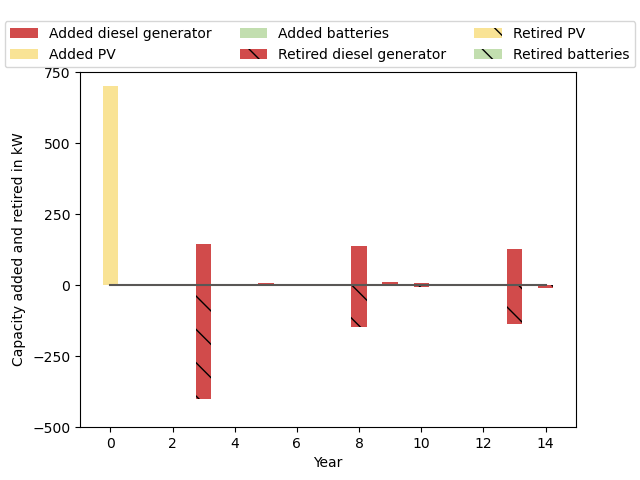 Added diesel generator Added batteries Retired PV
Added PV Retired diesel generator Retired batteries
750
500
250
0
−250
−500
Capacity added and retired in kW
0 2 4 6 8 10 12 14
Year